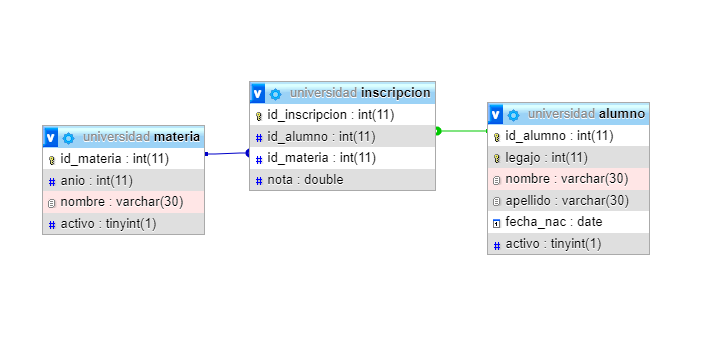 universidad materia
id_materia : int(11)
anio : int(11)
nombre : varchar(30)
activo : tinyint(1)
universidad inscripcion
id_inscripcion : int(11)
id_alumno : int(11)
id_materia : int(11)
nota : double
universidad alumno
id_alumno : int(11)
legajo : int(11)
nombre : varchar(30)
apellido : varchar(30)
fecha_nac : date
activo : tinyint(1)